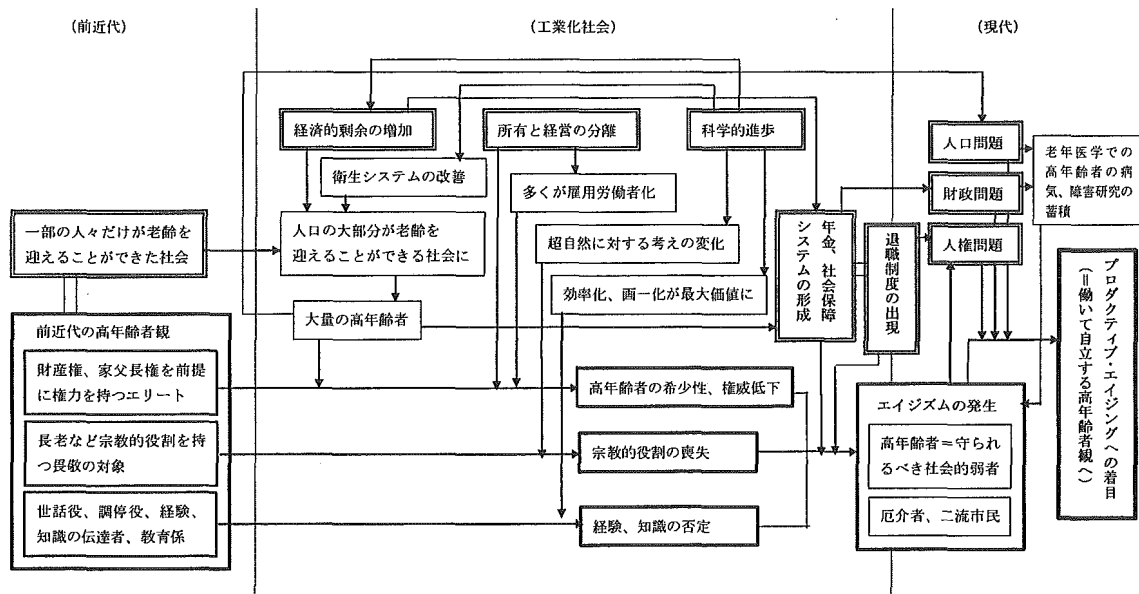 (前近代)
(工業化社会)
(現代)
経済的剰余の増加
所有と経営の分離
科学的進歩
人口問題
老年医学での
高年齢者の病
気、障害研究の
蓄積
衛生システムの改善
多くが雇用労働者化
財政問題
一部の人々だけが老齢を
迎えることができた社会
人口の大部分が老齢を
迎えることができる社会に
超自然に対する考えの変化
年金、社会保障
システムの形成
退職制度の出現
人権問題
効率化、画一化が最大価値に
プロダクティブ・エイジングへの着目
(=働いて自立する高年齢者観へ)
大量の高年齢者
前近代の高年齢者観
財産権、家父長権を前提
に権力を持つエリート
高年齢者の希少性、権威低下
エイジズムの発生
長老など宗教的役割を持
つ畏敬の対象
宗教的役割の喪失
高年齢者=守られ
るべき社会的弱者
世話役、調停役、経験、
知識の伝達者、教育係
経験、知識の否定
厄介者、二流市民